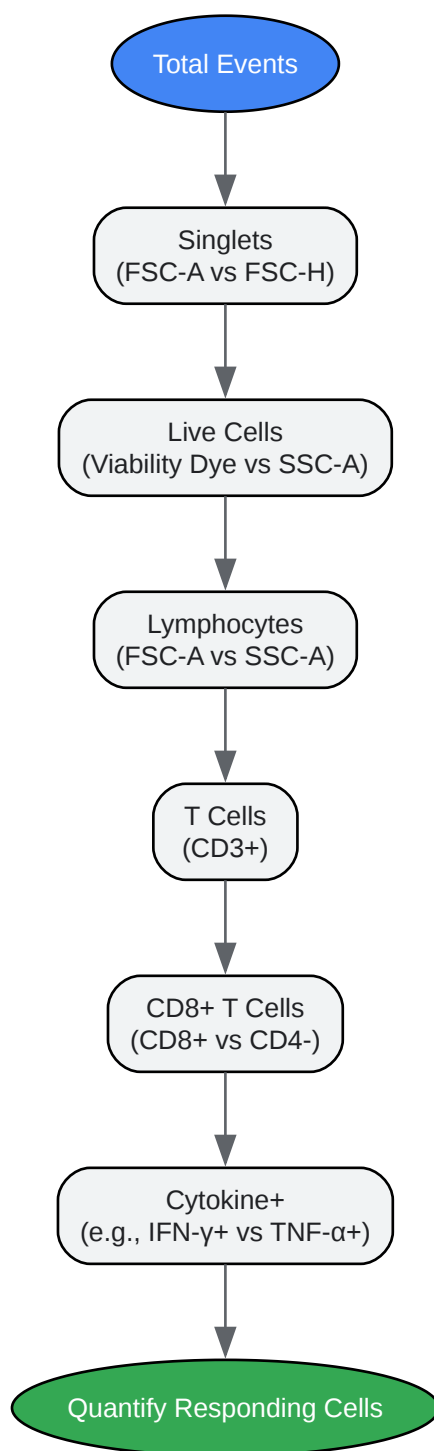 Total Events
Singlets
(FSC-A vs FSC-H)
Live Cells
(Viability Dye vs SSC-A)
Lymphocytes
(FSC-A vs SSC-A)
T Cells
(CD3+)
CD8+ T Cells
(CD8+ vs CD4-)
Cytokine+
(e.g., IFN-γ+ vs TNF-α+)
Quantify Responding Cells